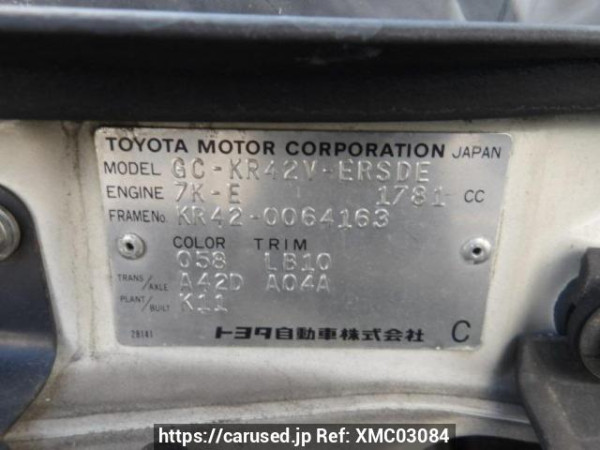 TOYOTA MOTOR CORPORATION JAPAN
MODEL GC-KR42V-ERSDE
ENGINE 7K-E 1781 CC
FRAME No. KR42-0064163
COLOR TRIM
058 LB10
TRANS/AXLE A42D A04A
PLANT/BUILT K11
28141 トヨタ自動車株式会社 C
https://carused.jp Ref: XMC03084